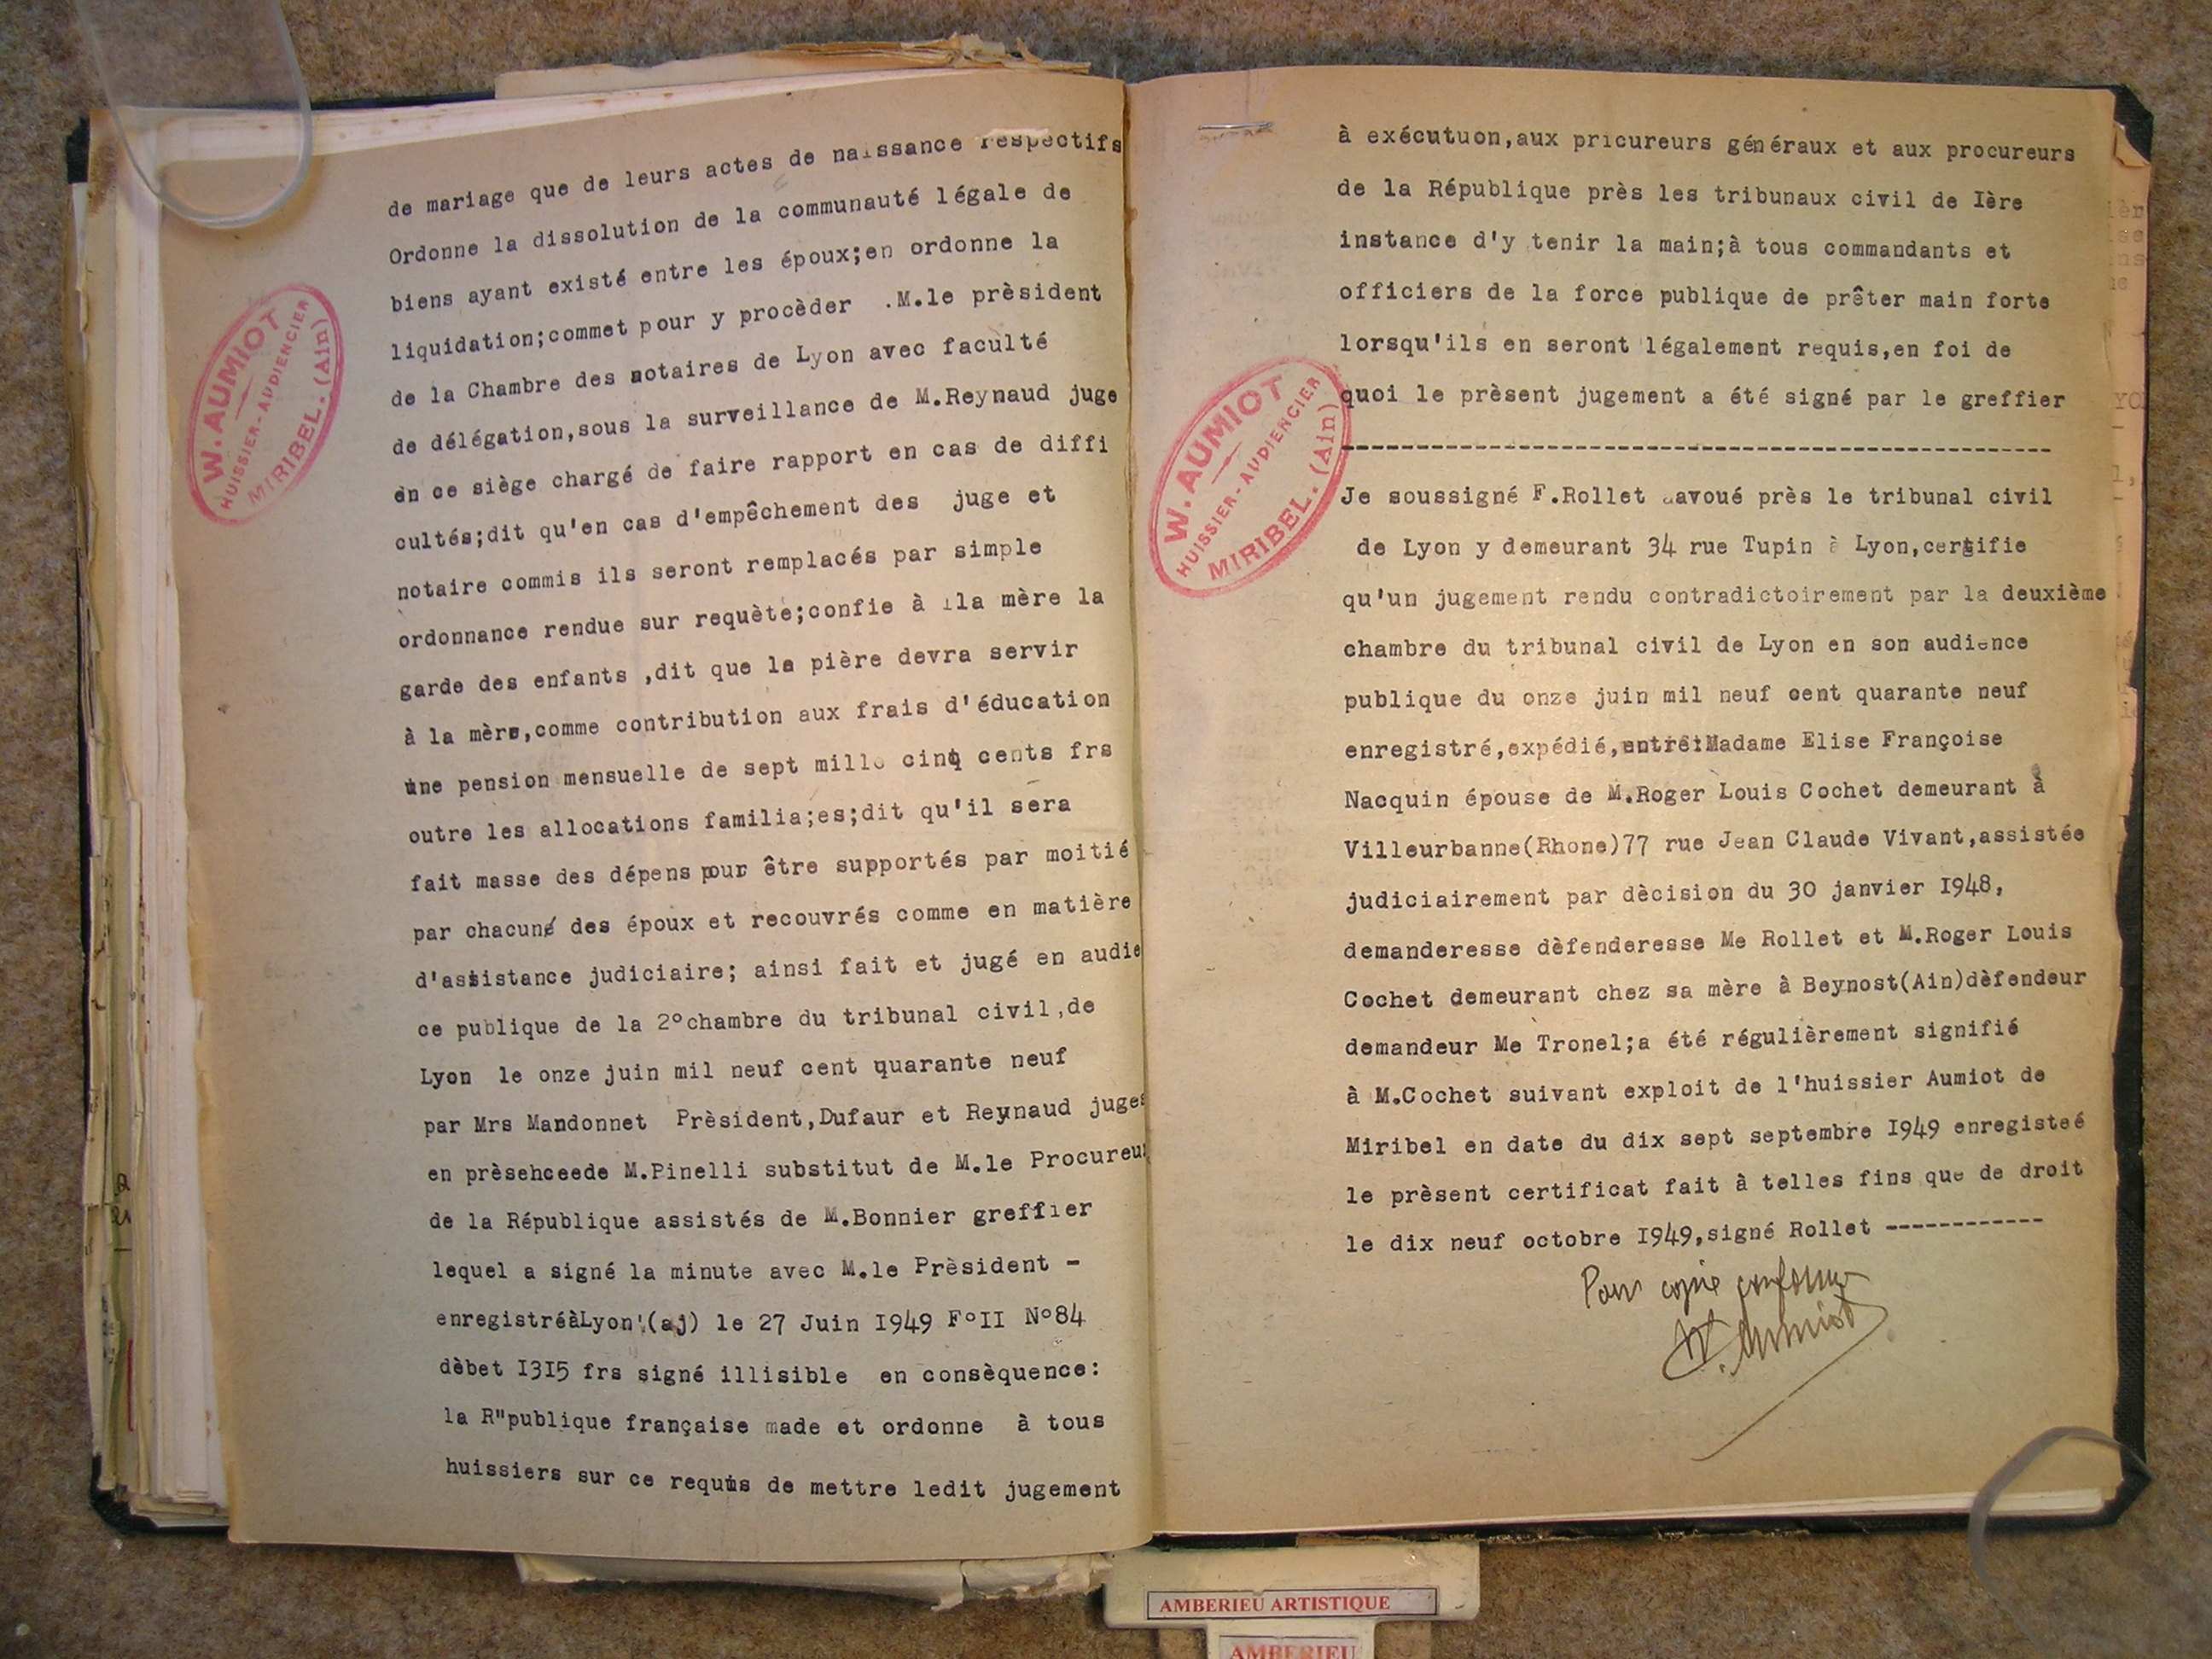 de mariage que de leurs actes de naissance respectifs
Ordonne la dissolution de la communauté légale de
biens ayant existé entre les époux;en ordonne la
liquidation;commet pour y procèder .M.le prèsident
de la Chambre des notaires de Lyon avec faculté
de délégation,sous la surveillance de M.Reynaud juge
en ce siège chargé de faire rapport en cas de diffi
cultés;dit qu'en cas d'empêchement des juge et
notaire commis ils seront remplacés par simple
ordonnance rendue sur requète;confie à la mère la
garde des enfants ,dit que le pière devra servir
à la mère,comme contribution aux frais d'éducation
une pension mensuelle de sept mille cinq cents frs
outre les allocations familia;es;dit qu'il sera
fait masse des dépens pour être supportés par moitié
par chacun des époux et recouvrés comme en matière
d'assistance judiciaire; ainsi fait et jugé en audie
ce publique de la 2°chambre du tribunal civil,de
Lyon le onze juin mil neuf cent quarante neuf
par Mrs Mandonnet Prèsident,Dufaur et Reynaud juges
en prèsehceede M.Pinelli substitut de M.le Procureur
de la République assistés de M.Bonnier greffier
lequel a signé la minute avec M.le Prèsident -
enregistréàLyon'(aj) le 27 Juin I949 F°II N°84
dèbet I3I5 frs signé illisible en consèquence:
la R"publique française made et ordonne à tous
huissiers sur ce requis de mettre ledit jugement
W. AUMIOT
HUISSIER-AUDIENCIER
MIRIBEL. (Ain)
à exécutuon,aux pricureurs généraux et aux procureurs
de la République près les tribunaux civil de Ière
instance d'y tenir la main;à tous commandants et
officiers de la force publique de prêter main forte
lorsqu'ils en seront légalement requis,en foi de
quoi le prèsent jugement a été signé par le greffier
------------------------------------------------
Je soussigné F.Rollet avoué près le tribunal civil
de Lyon y demeurant 34 rue Tupin à Lyon,certifie
qu'un jugement rendu contradictoirement par la deuxième
chambre du tribunal civil de Lyon en son audience
publique du onze juin mil neuf cent quarante neuf
enregistré,expédié,entre:Madame Elise Françoise
Nacquin épouse de M.Roger Louis Cochet demeurant à
Villeurbanne(Rhone)77 rue Jean Claude Vivant,assistée
judiciairement par dècision du 30 janvier I948,
demanderesse dèfenderesse Me Rollet et M.Roger Louis
Cochet demeurant chez sa mère à Beynost(Ain)dèfendeur
demandeur Me Tronel;a été régulièrement signifié
à M.Cochet suivant exploit de l'huissier Aumiot de
Miribel en date du dix sept septembre I949 enregisteé
le prèsent certificat fait à telles fins que de droit
le dix neuf octobre I949,signé Rollet ------------
Pour copie conforme
W. Aumiot
W. AUMIOT
HUISSIER-AUDIENCIER
MIRIBEL. (Ain)
AMBERIEU ARTISTIQUE
AMBERIEU